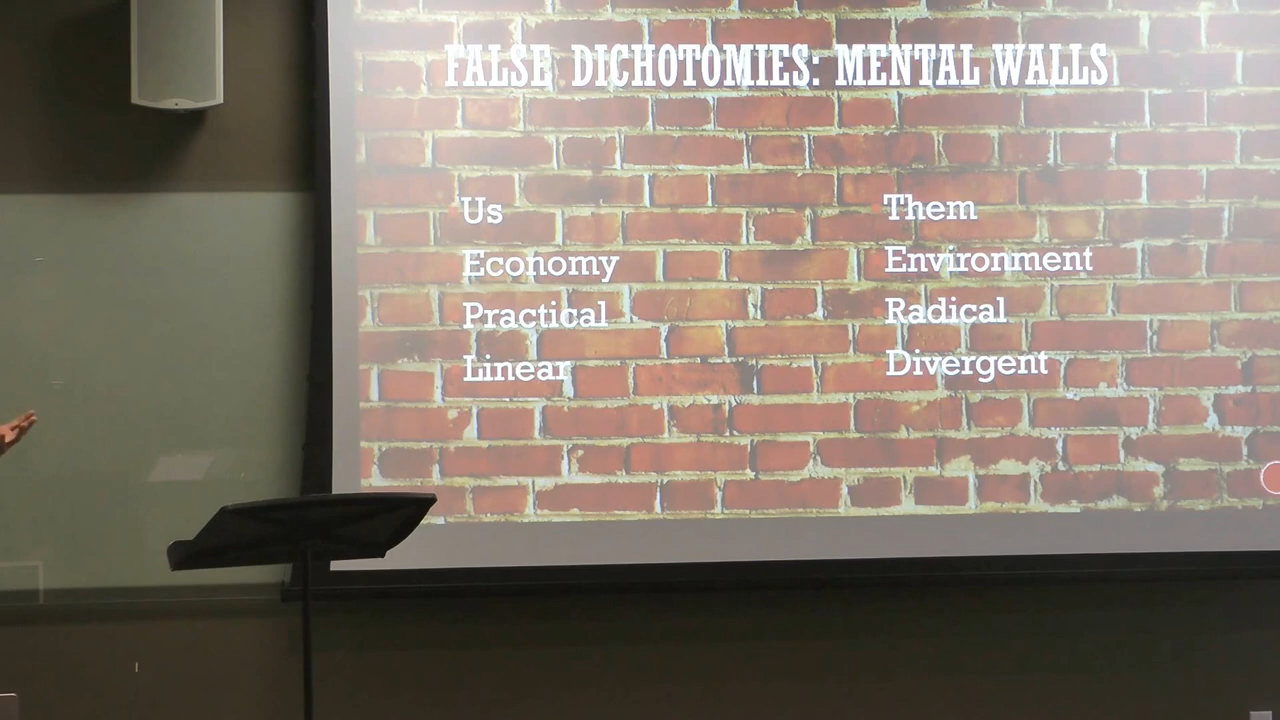 FALSE DICHOTOMIES: MENTAL WALLS
Us
Economy
Practical
Linear
Them
Environment
Radical
Divergent